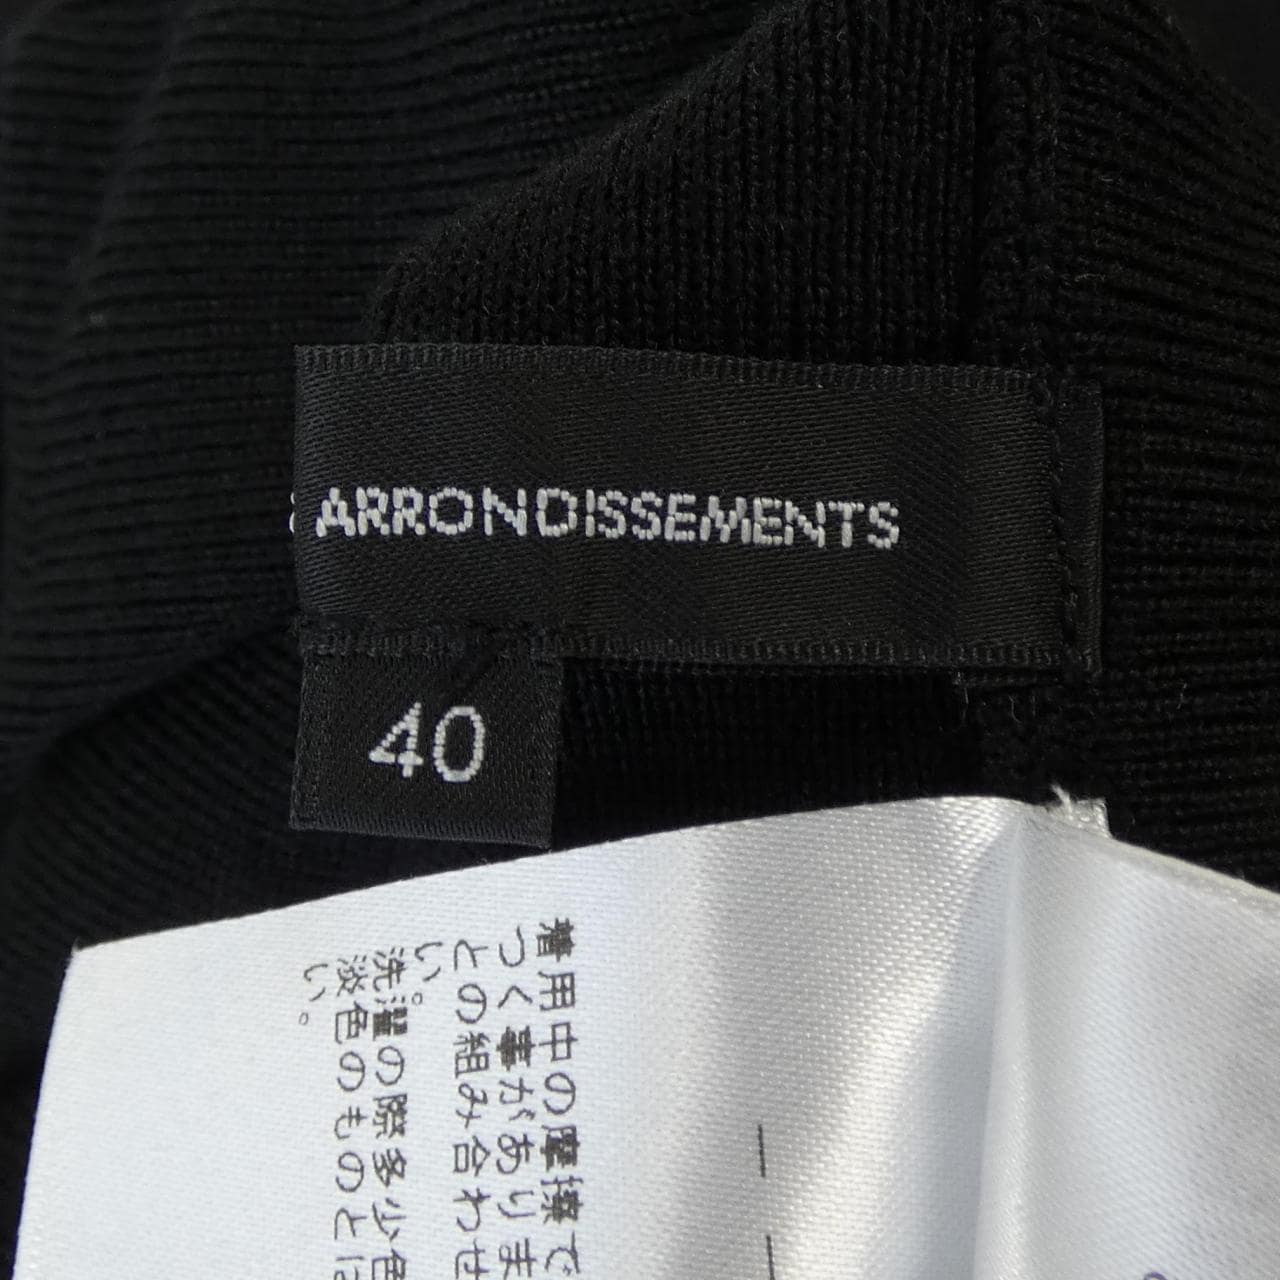 ARRONDISSEMENTS
40
着用中の摩擦で
つく事がありま
との組み合わせ
い。
洗濯の際多少色
淡色のものとは
い。